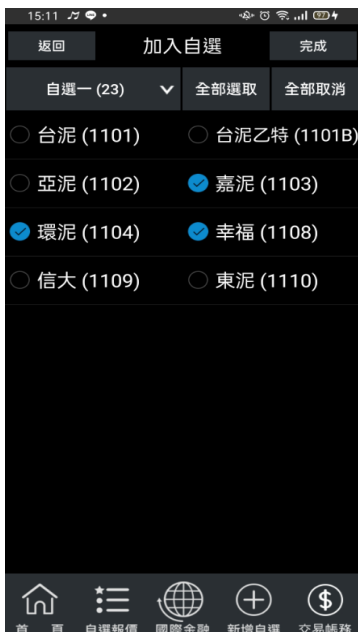 15:11 97
返回 加入自選 完成
自選一 (23) 全部選取 全部取消
台泥 (1101) 台泥乙特 (1101B)
亞泥 (1102) 嘉泥 (1103)
環泥 (1104) 幸福 (1108)
信大 (1109) 東泥 (1110)
首 頁 自選報價 國際金融 新增自選 交易帳務